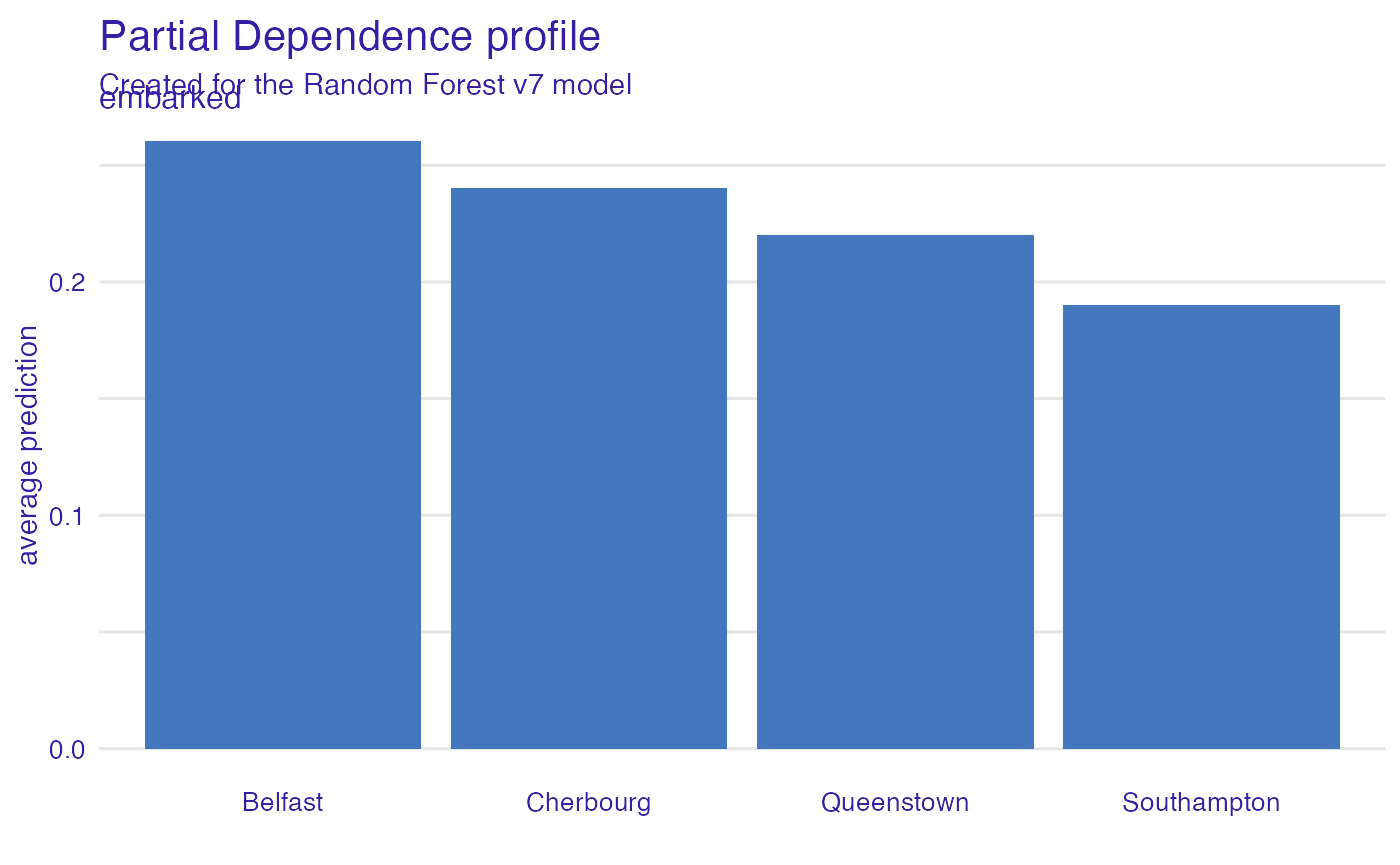 Partial Dependence profile
Created for the Random Forest v7 model
embarked
average prediction
0.2
0.1
0.0
Belfast Cherbourg Queenstown Southampton